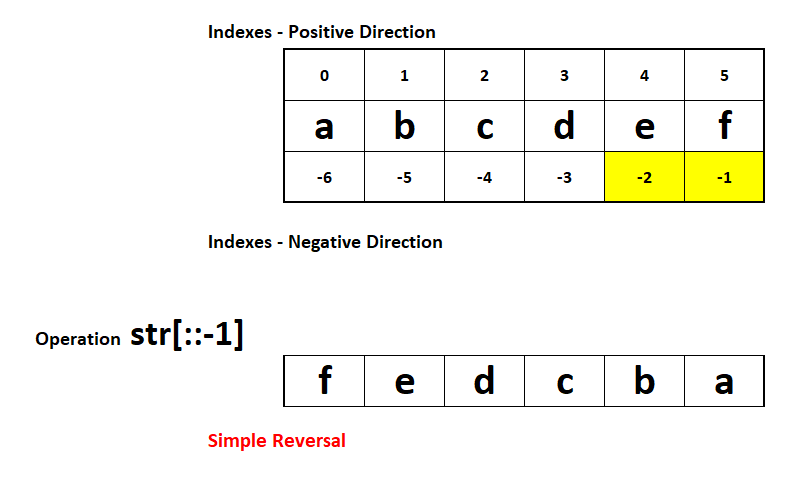 Indexes - Positive Direction
0 1 2 3 4 5
a b c d e f
-6 -5 -4 -3 -2 -1
Indexes - Negative Direction
Operation str[::-1]
f e d c b a
Simple Reversal